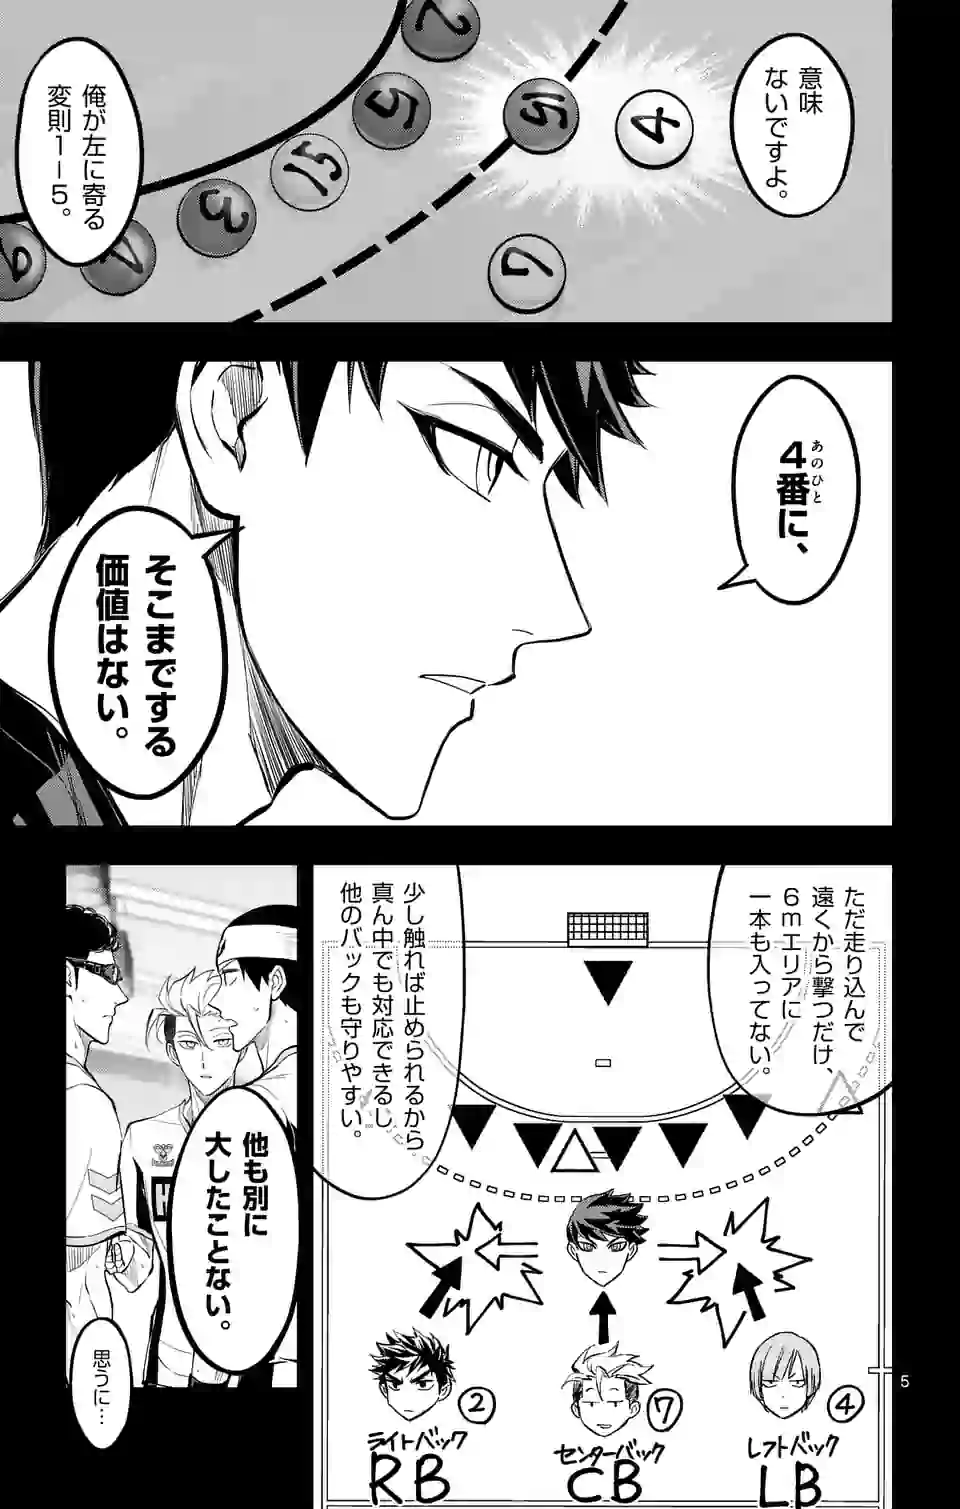 意味
ないですよ。
俺が左に寄る
変則1ー5。
2
5
15
3
4
7
あのひと
4番に、
そこまでする
価値はない。
ただ走り込んで
遠くから撃つだけ、
6mエリアに
一本も入ってない。
少し触れば止められるから
真ん中でも対応できるし
他のバックも守りやすい。
②
⑦
④
ライトバック
RB
センターバック
CB
レフトバック
LB
他も別に
大したことない。
思うに…
5